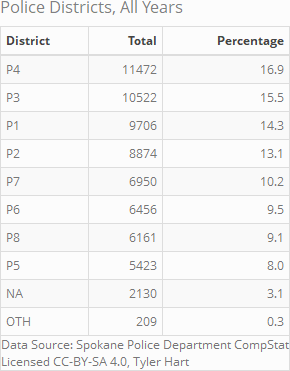 Police Districts, All Years
District Total Percentage
P4 11472 16.9
P3 10522 15.5
P1 9706 14.3
P2 8874 13.1
P7 6950 10.2
P6 6456 9.5
P8 6161 9.1
P5 5423 8.0
NA 2130 3.1
OTH 209 0.3
Data Source: Spokane Police Department CompStat
Licensed CC-BY-SA 4.0, Tyler Hart